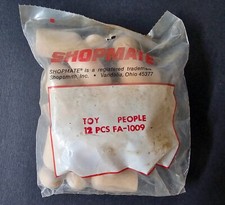 SHOPMATE
SHOPMATE® is a registered trademark
Shopsmith, Inc. • Vandalia, Ohio 45377
TOY PEOPLE
12 PCS FA-1009